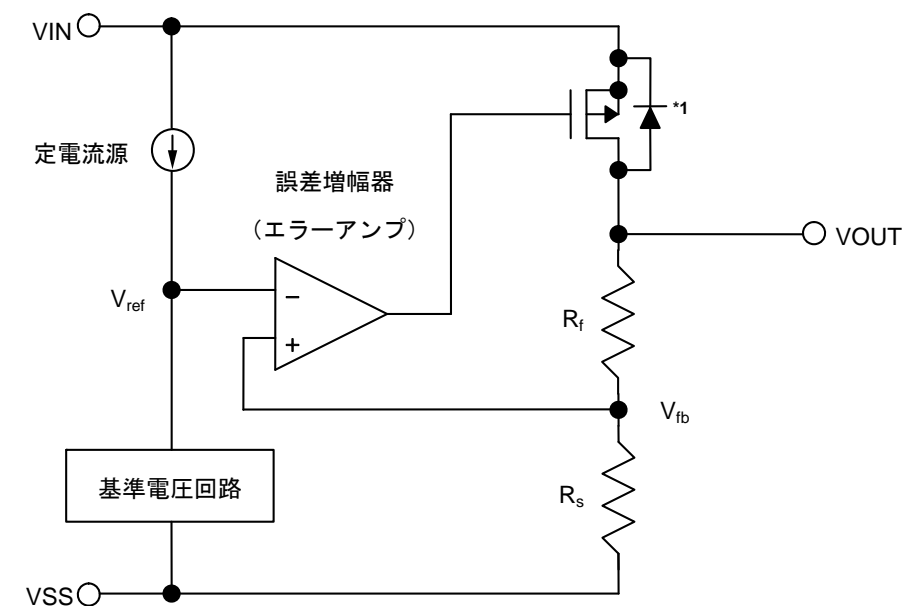 VIN
*1
定電流源
誤差増幅器
（エラーアンプ）
VOUT
Vref
−
+
Rf
Vfb
基準電圧回路
Rs
VSS